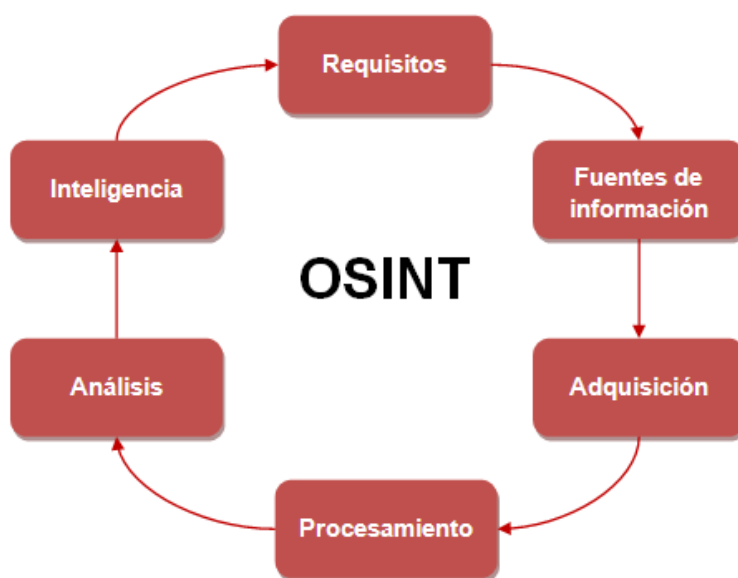 Requisitos
Fuentes de
información
Adquisición
Procesamiento
Análisis
Inteligencia
OSINT